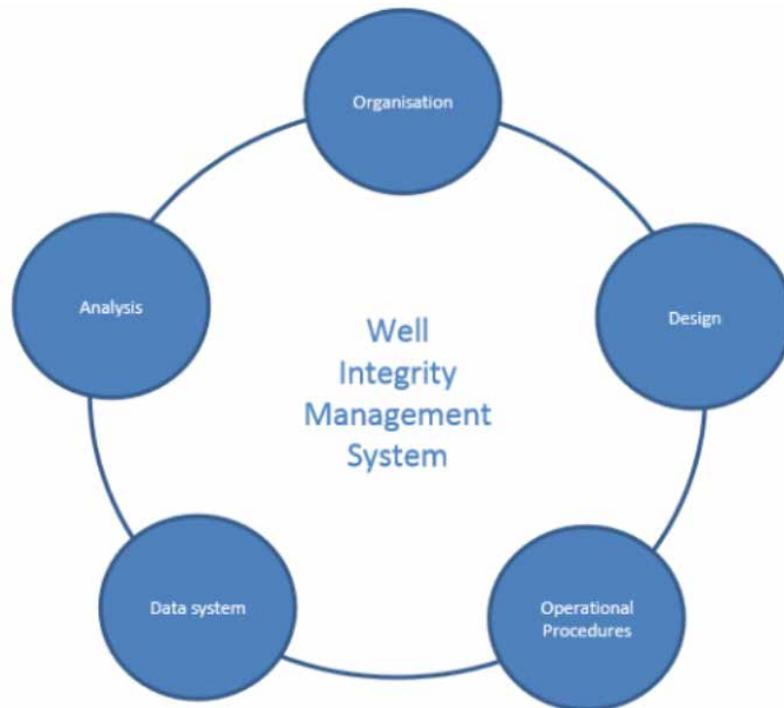 Organisation
Analysis
Design
Well
Integrity
Management
System
Data system
Operational
Procedures